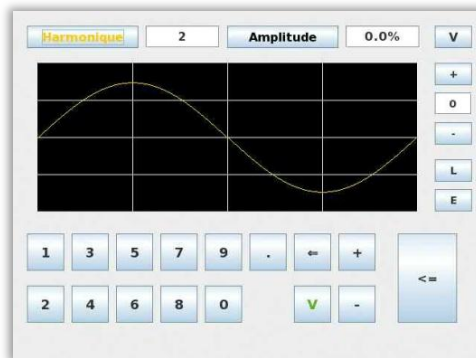 Harmonique 2 Amplitude 0.0% V
+
0
-
L
E
1 3 5 7 9 . ⇐ +
<=
2 4 6 8 0 V -